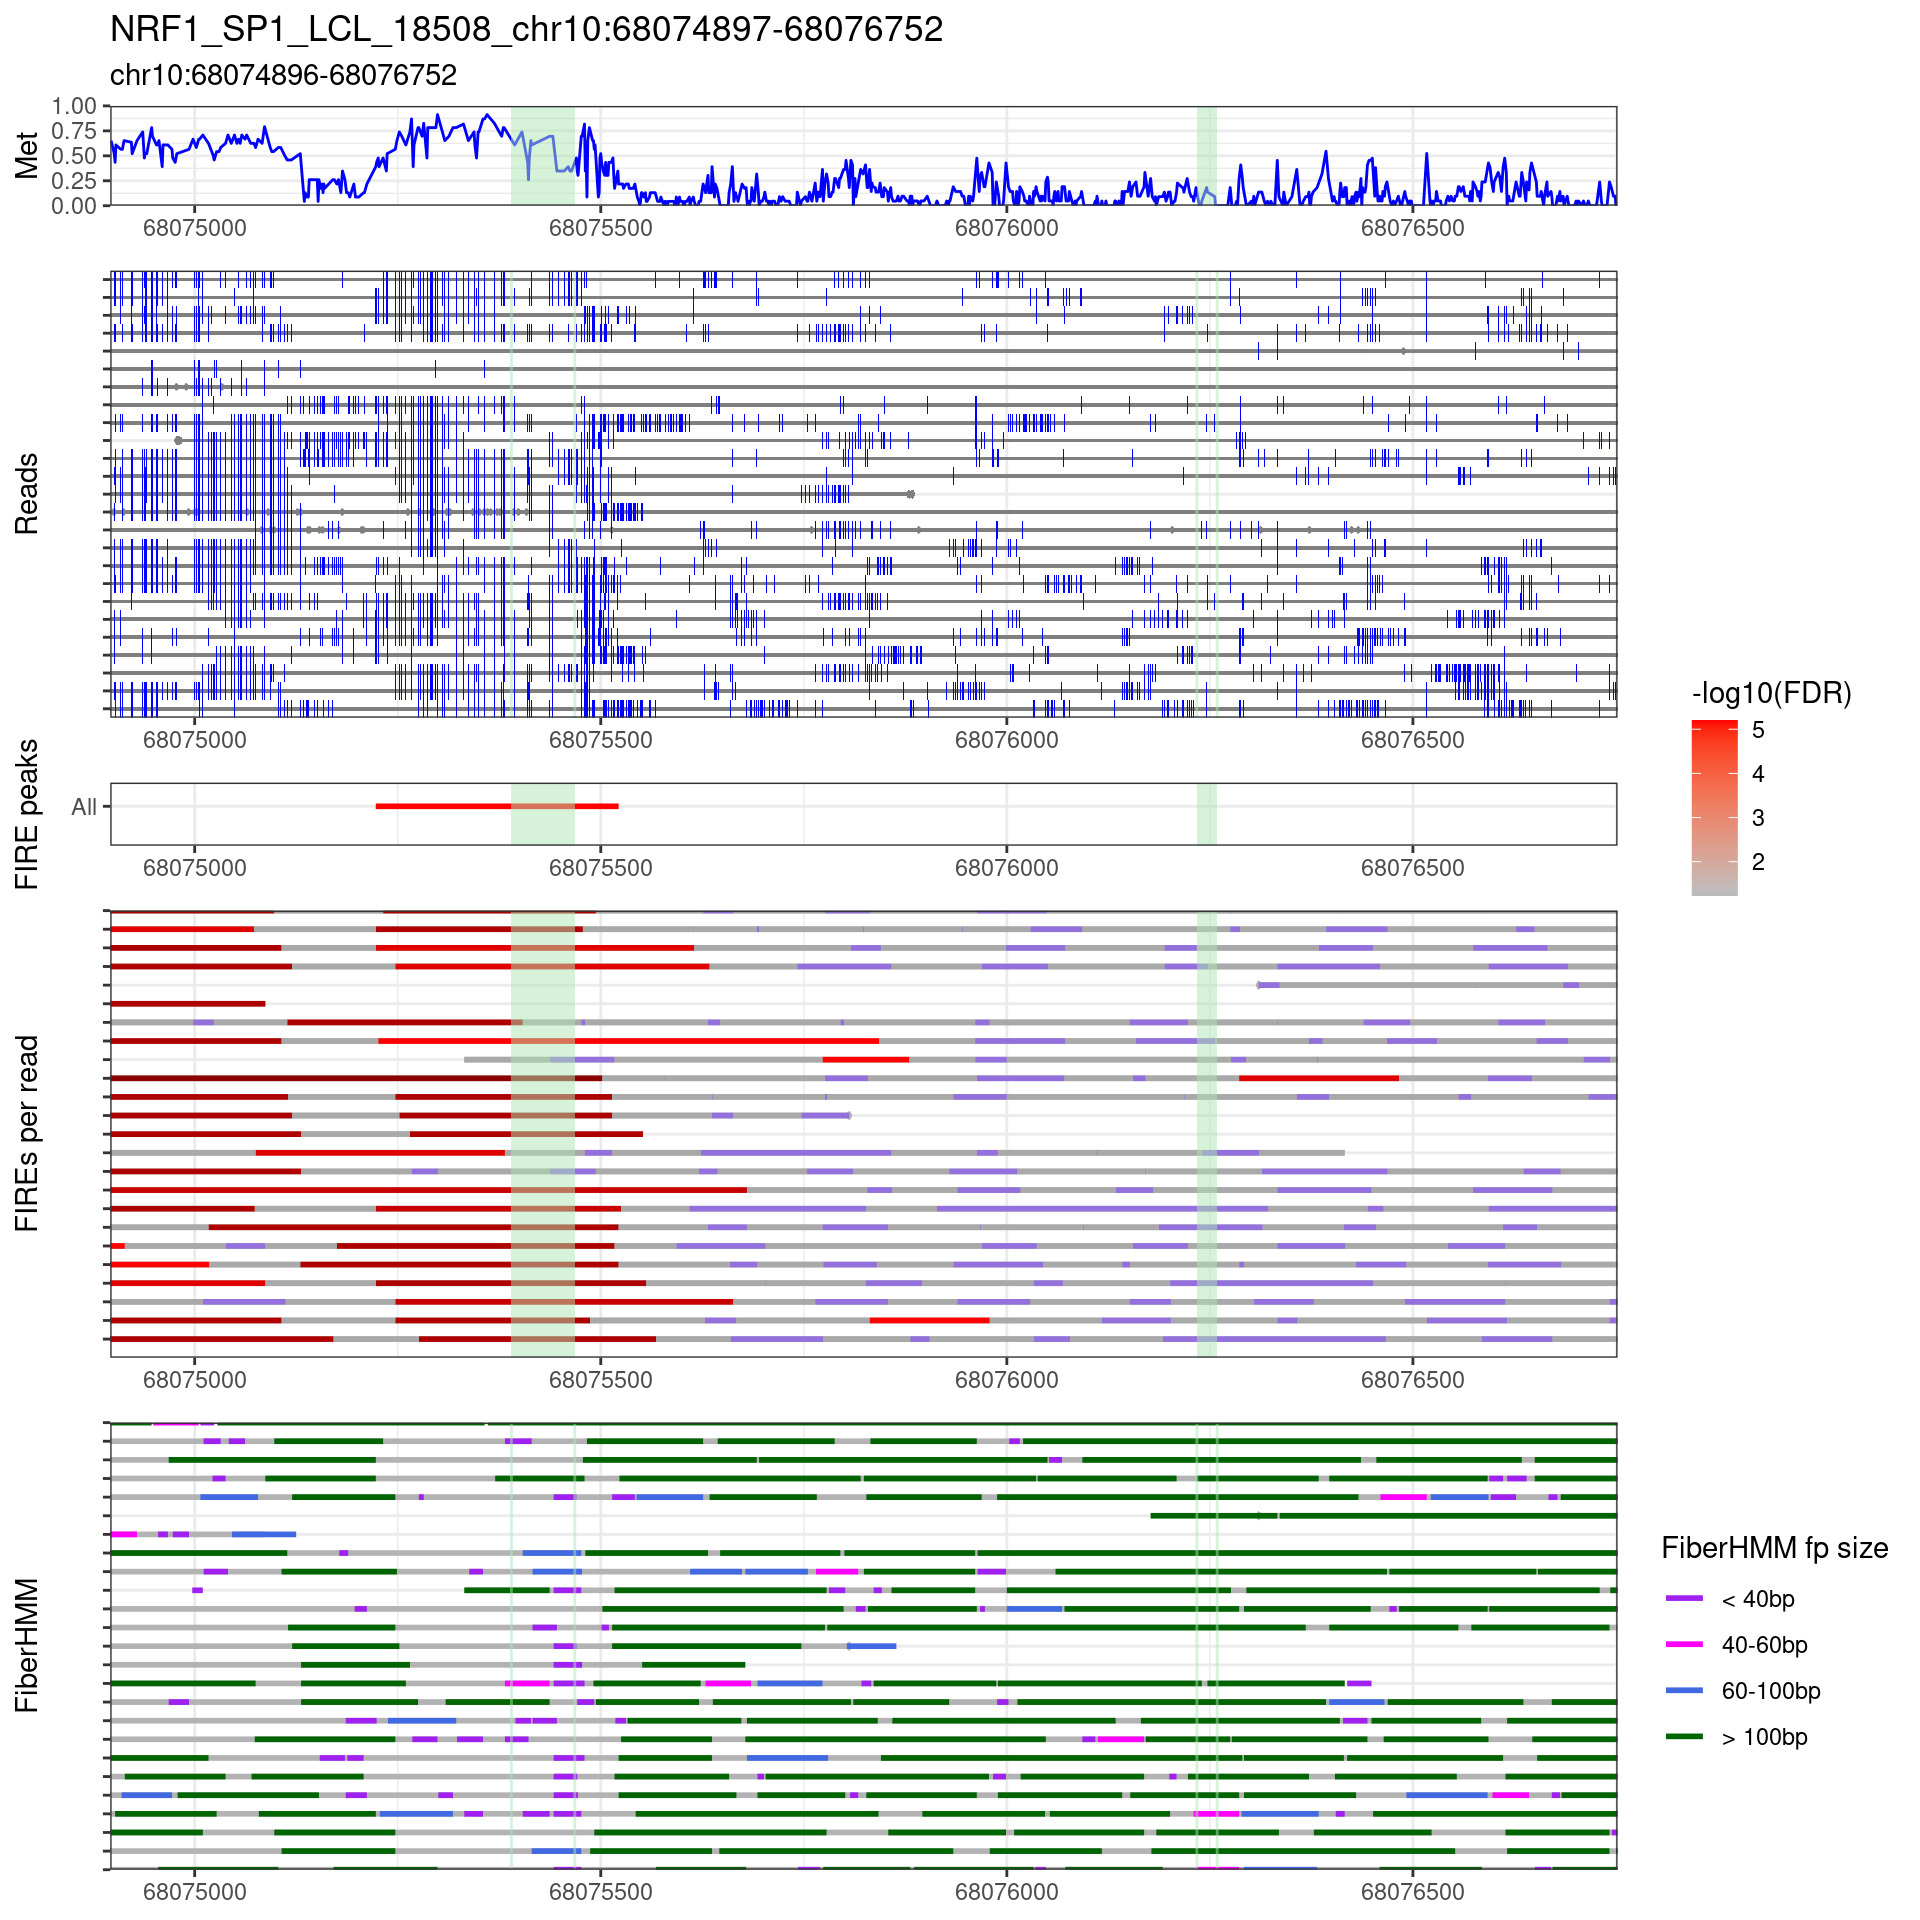 NRF1_SP1_LCL_18508_chr10:68074897-68076752
chr10:68074896-68076752
Met
1.00
0.75
0.50
0.25
0.00
68075000
68075500
68076000
68076500
Reads
68075000
68075500
68076000
68076500
FIRE peaks
All
68075000
68075500
68076000
68076500
FIREs per read
68075000
68075500
68076000
68076500
FiberHMM
68075000
68075500
68076000
68076500
-log10(FDR)
5
4
3
2
FiberHMM fp size
< 40bp
40-60bp
60-100bp
> 100bp